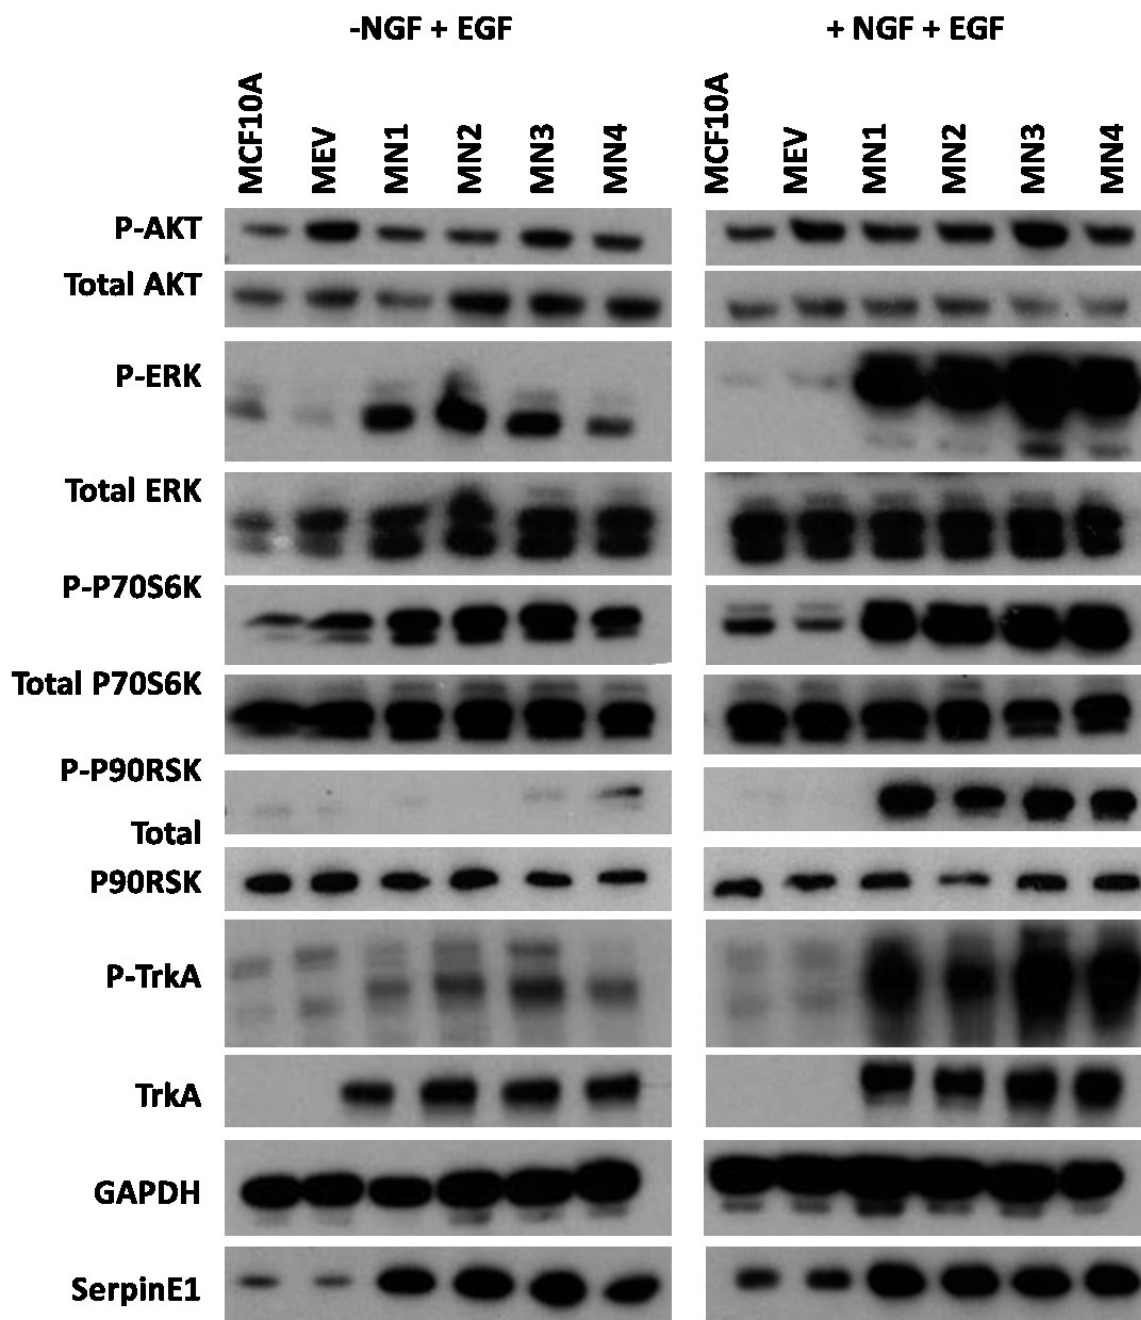 -NGF + EGF
+ NGF + EGF
MCF10A
MEV
MN1
MN2
MN3
MN4
MCF10A
MEV
MN1
MN2
MN3
MN4
P-AKT
Total AKT
P-ERK
Total ERK
P-P70S6K
Total P70S6K
P-P90RSK
Total
P90RSK
P-TrkA
TrkA
GAPDH
SerpinE1